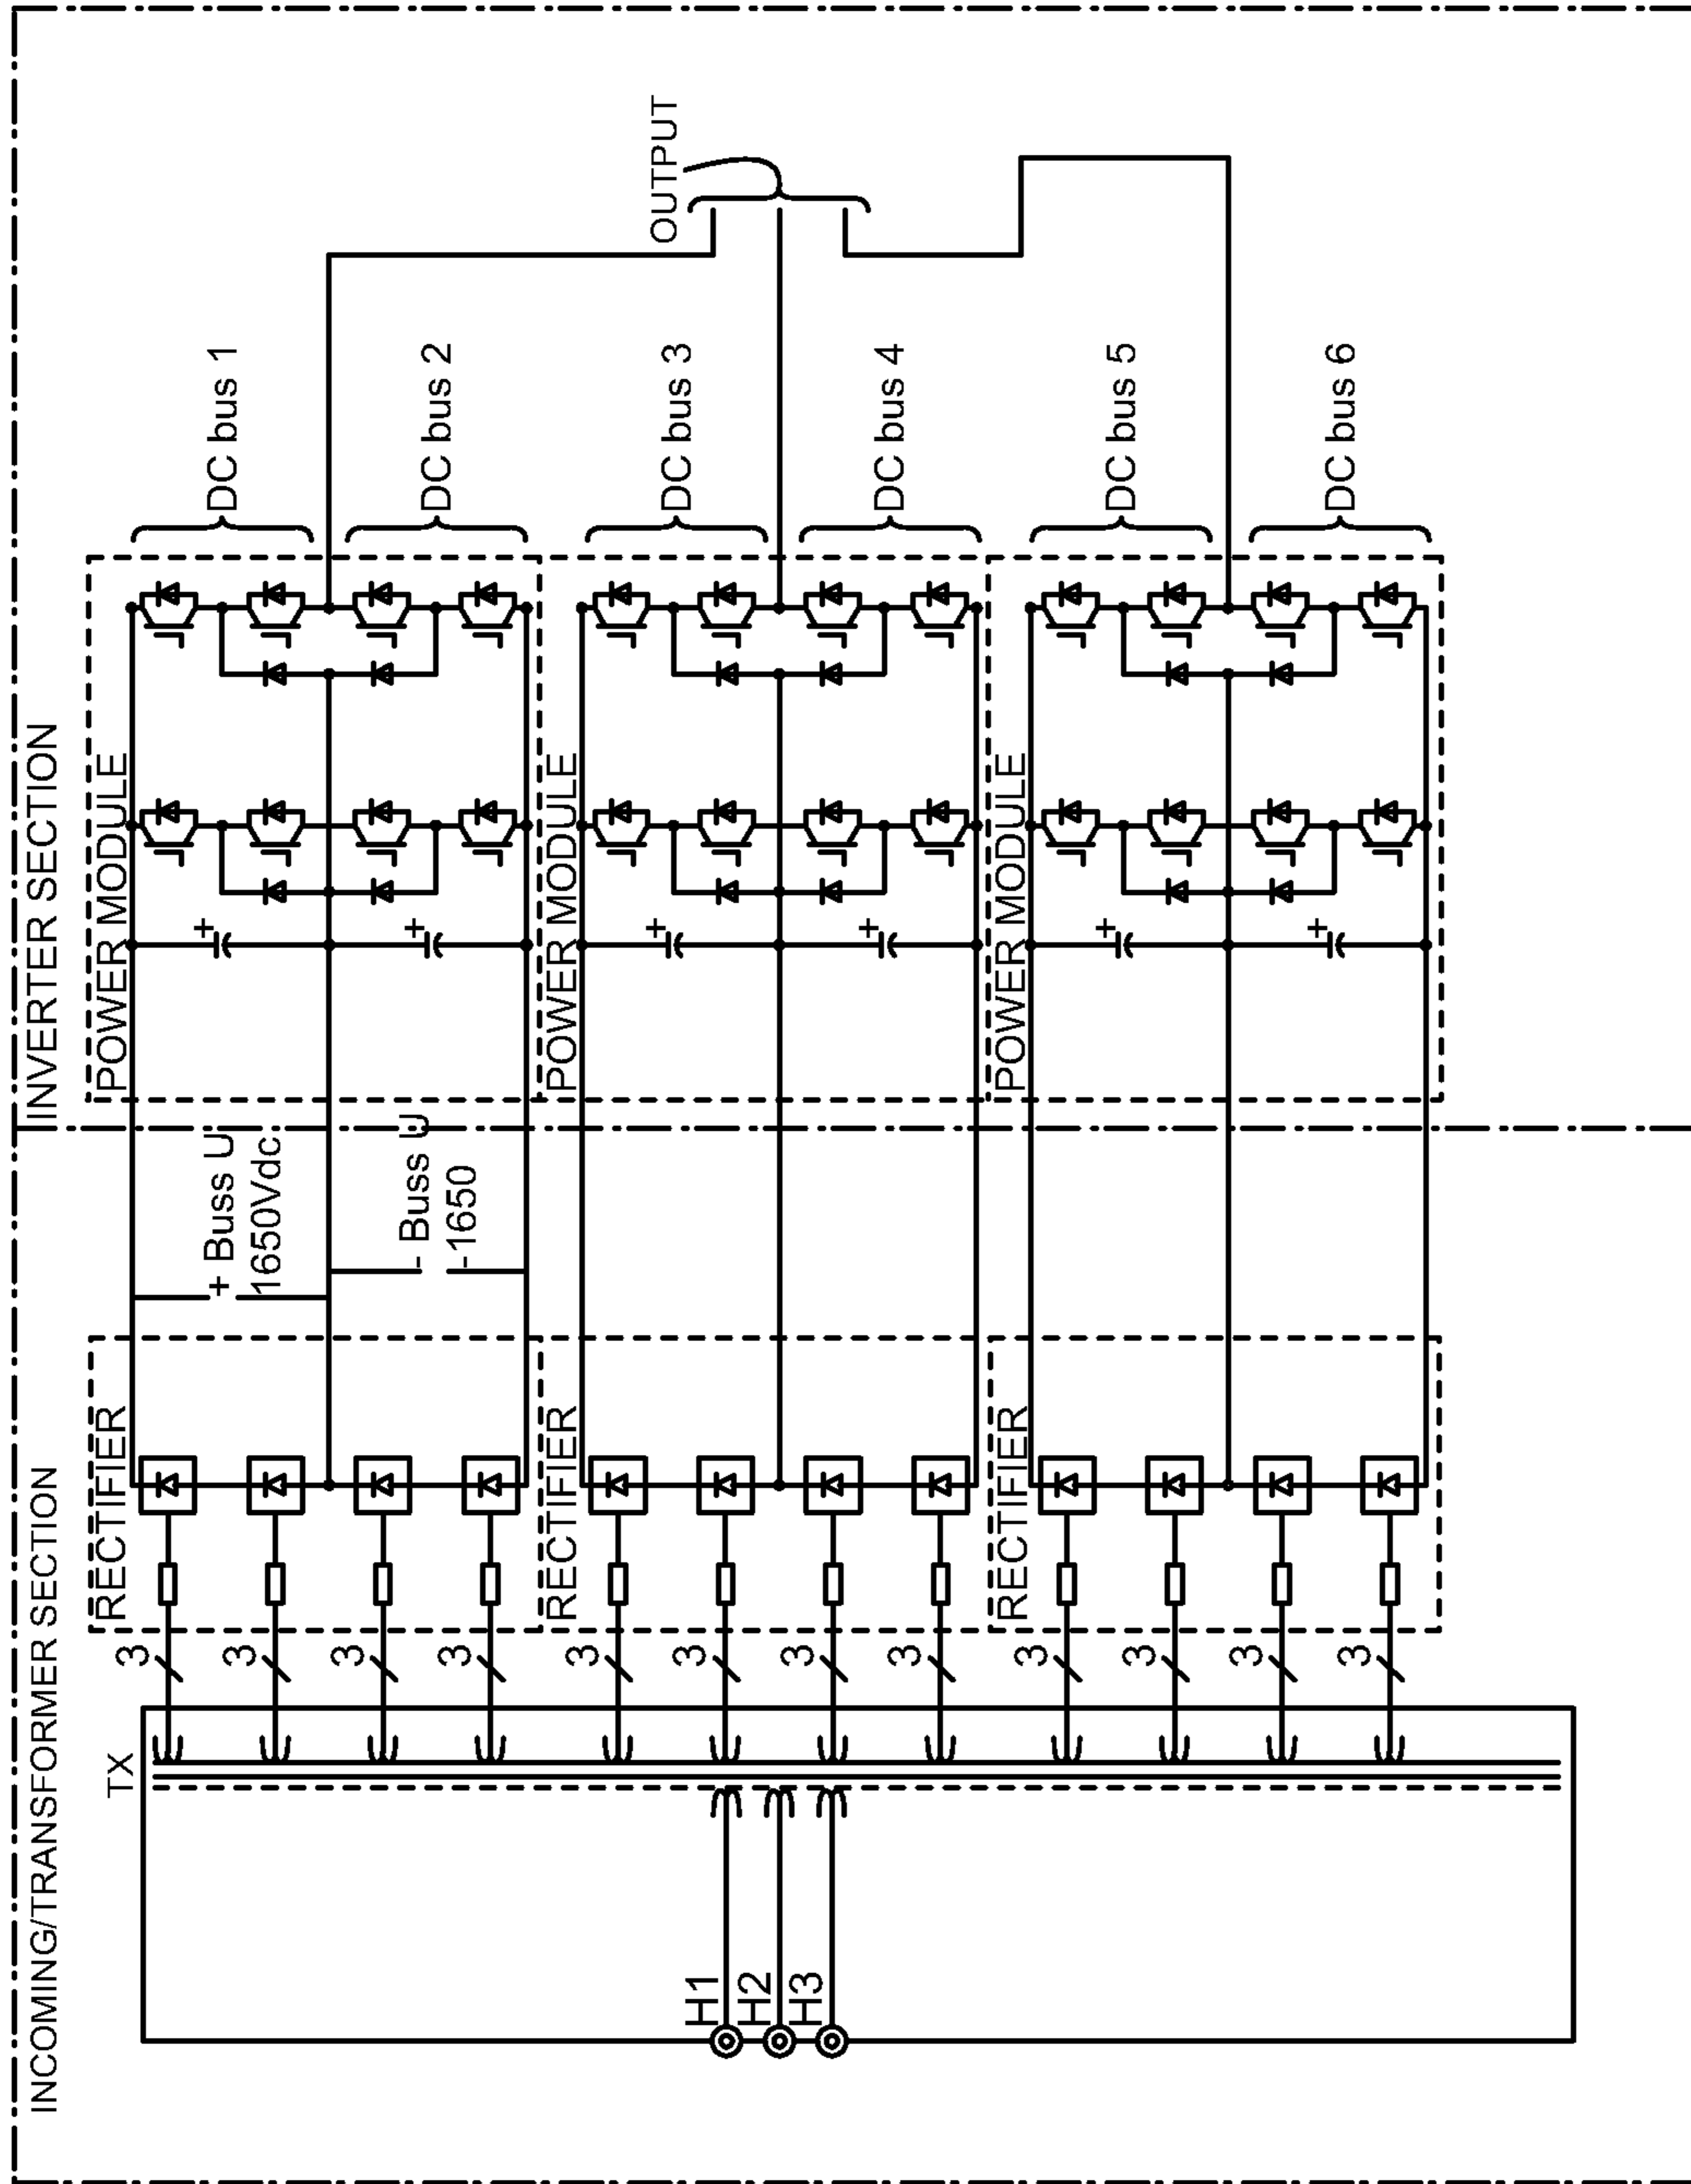 INCOMING/TRANSFORMER SECTION
INVERTER SECTION
TX
H1
H2
H3
3
3
3
3
3
3
3
3
3
3
3
3
RECTIFIER
RECTIFIER
RECTIFIER
+ Buss U
1650Vdc
- Buss U
-1650
POWER MODULE
POWER MODULE
POWER MODULE
+
+
+
+
+
+
DC bus 1
DC bus 2
DC bus 3
DC bus 4
DC bus 5
DC bus 6
OUTPUT